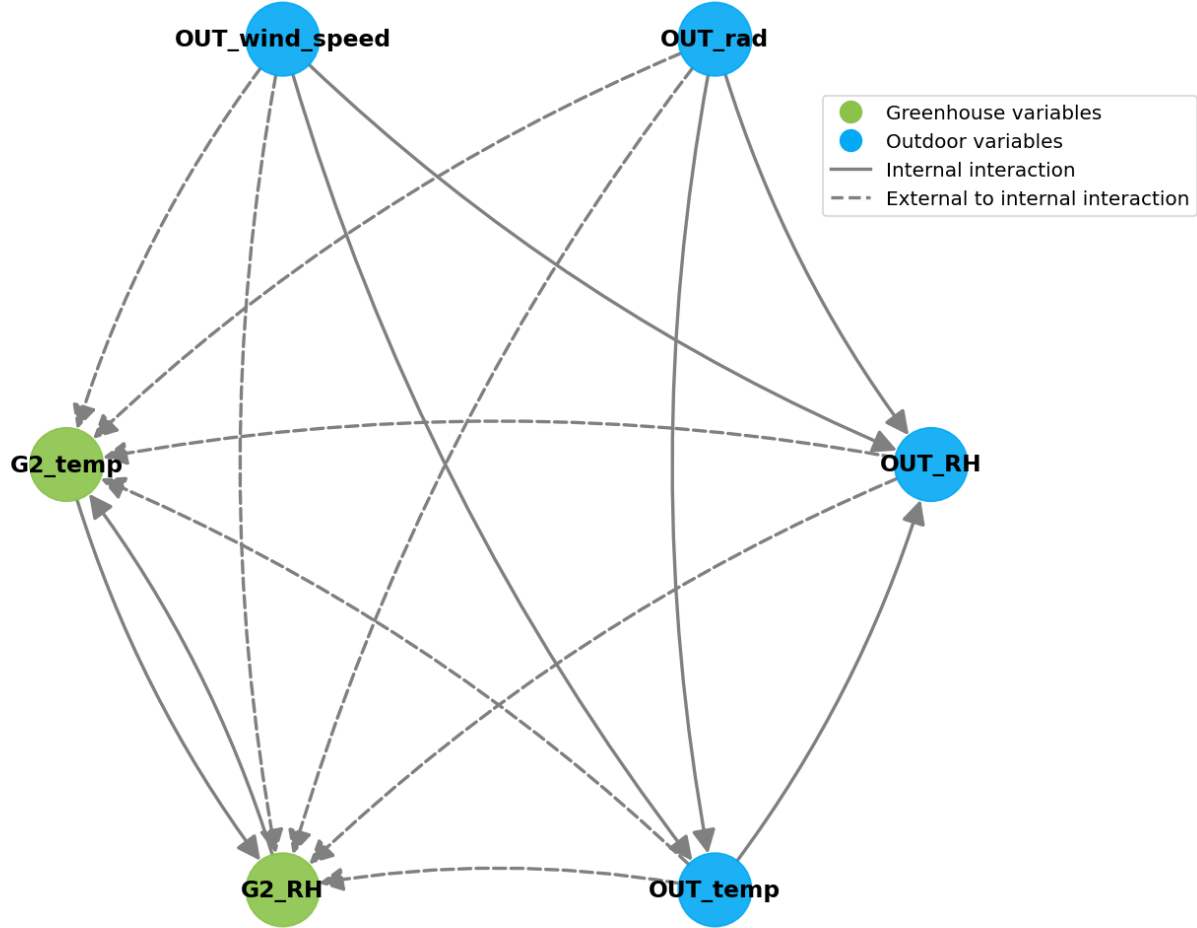 OUT_wind_speed
OUT_rad
Greenhouse variables
Outdoor variables
Internal interaction
External to internal interaction
G2_temp
OUT_RH
G2_RH
OUT_temp